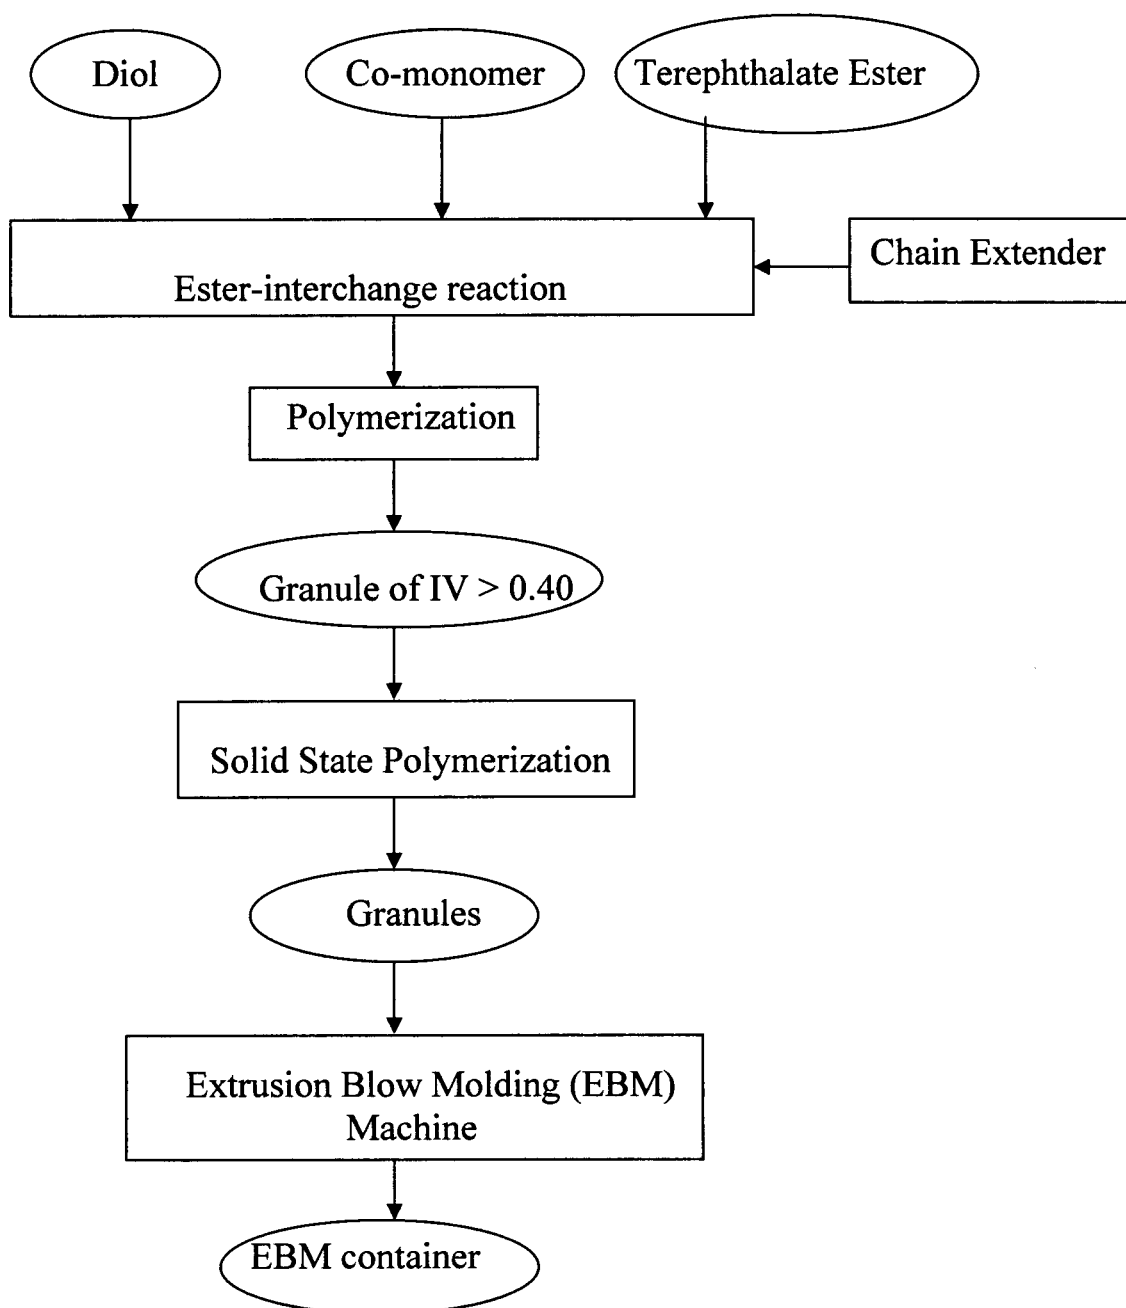 Diol
Co-monomer
Terephthalate Ester
Chain Extender
Ester-interchange reaction
Polymerization
Granule of IV > 0.40
Solid State Polymerization
Granules
Extrusion Blow Molding (EBM)
Machine
EBM container